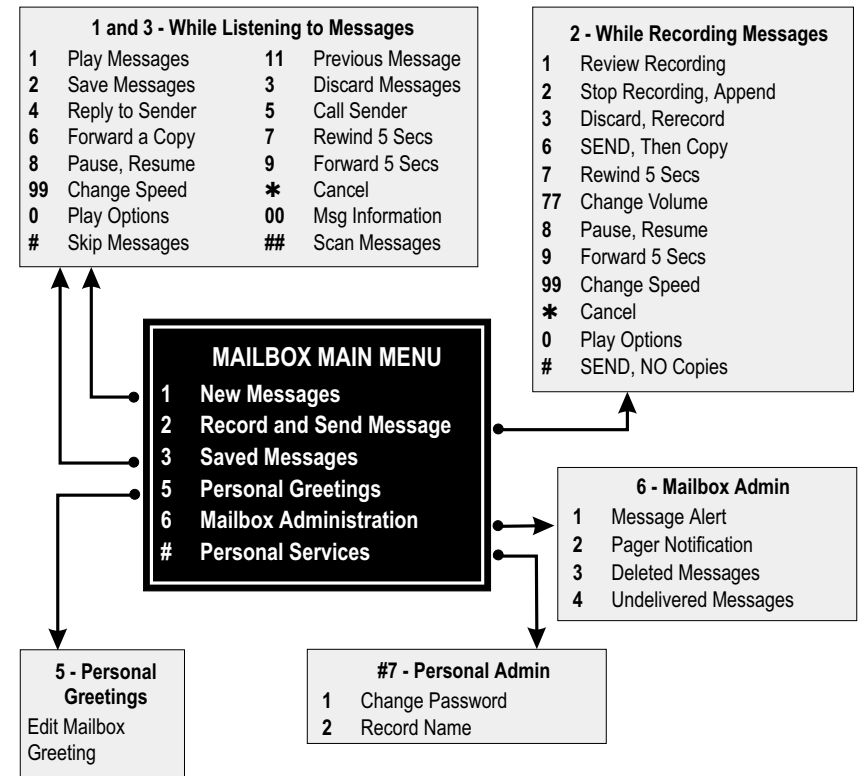 1 and 3 - While Listening to Messages
1 Play Messages 11 Previous Message
2 Save Messages 3 Discard Messages
4 Reply to Sender 5 Call Sender
6 Forward a Copy 7 Rewind 5 Secs
8 Pause, Resume 9 Forward 5 Secs
99 Change Speed ✱ Cancel
0 Play Options 00 Msg Information
# Skip Messages ## Scan Messages
2 - While Recording Messages
1 Review Recording
2 Stop Recording, Append
3 Discard, Rerecord
6 SEND, Then Copy
7 Rewind 5 Secs
77 Change Volume
8 Pause, Resume
9 Forward 5 Secs
99 Change Speed
✱ Cancel
0 Play Options
# SEND, NO Copies
MAILBOX MAIN MENU
1 New Messages
2 Record and Send Message
3 Saved Messages
5 Personal Greetings
6 Mailbox Administration
# Personal Services
6 - Mailbox Admin
1 Message Alert
2 Pager Notification
3 Deleted Messages
4 Undelivered Messages
5 - Personal
Greetings
Edit Mailbox
Greeting
#7 - Personal Admin
1 Change Password
2 Record Name